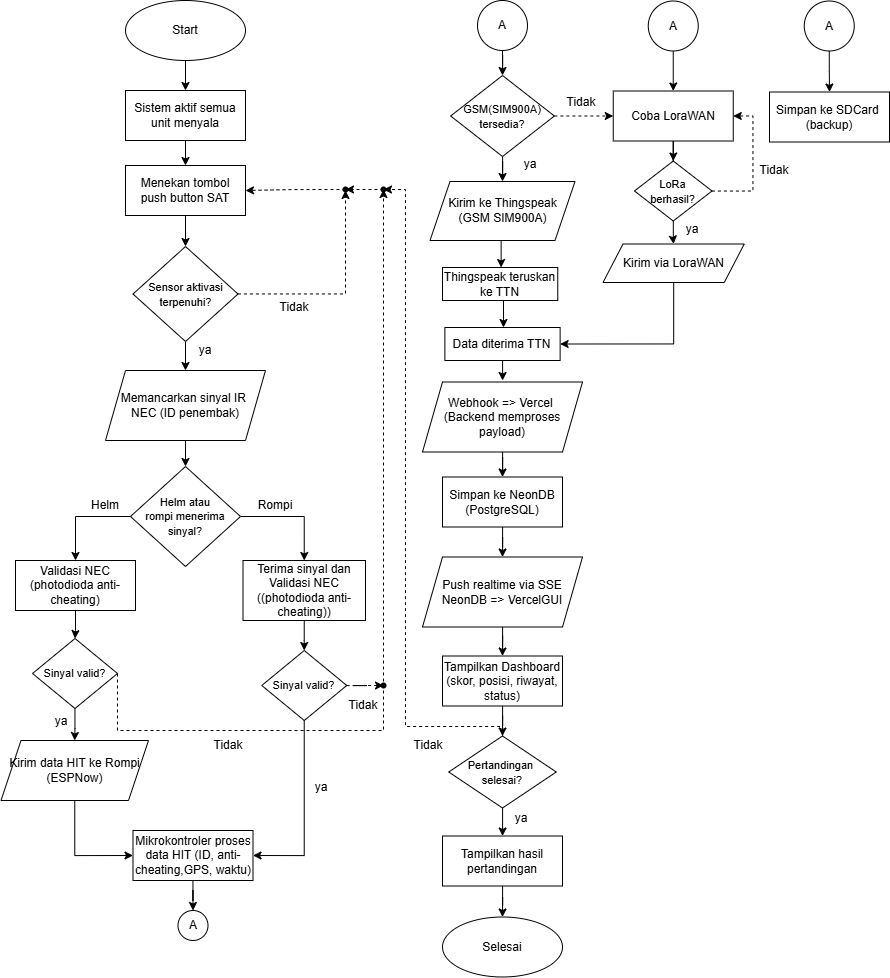 Start
Sistem aktif semua
unit menyala
Menekan tombol
push button SAT
Sensor aktivasi
terpenuhi?
Tidak
ya
Memancarkan sinyal IR
NEC (ID penembak)
Helm atau
rompi menerima
sinyal?
Helm
Rompi
Validasi NEC
(photodioda anti-
cheating)
Terima sinyal dan
Validasi NEC
((photodioda anti-
cheating))
Sinyal valid?
ya
Tidak
Sinyal valid?
Tidak
ya
Kirim data HIT ke Rompi
(ESPNow)
Mikrokontroler proses
data HIT (ID, anti-
cheating,GPS, waktu)
A
A
GSM(SIM900A)
tersedia?
Tidak
ya
Kirim ke Thingspeak
(GSM SIM900A)
Thingspeak teruskan
ke TTN
Data diterima TTN
Webhook => Vercel
(Backend memproses
payload)
Simpan ke NeonDB
(PostgreSQL)
Push realtime via SSE
NeonDB => VercelGUI
Tampilkan Dashboard
(skor, posisi, riwayat,
status)
Tidak
Pertandingan
selesai?
ya
Tampilkan hasil
pertandingan
Selesai
A
Coba LoraWAN
LoRa
berhasil?
Tidak
ya
Kirim via LoraWAN
A
Simpan ke SDCard
(backup)